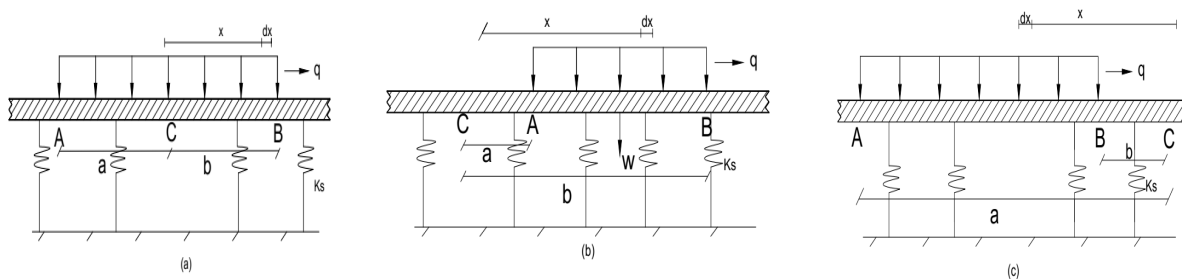 x dx
q
A C B
a b
Ks
(a)
x dx
q
C A B
a W Ks
b
(b)
dx x
q
A B C
b
Ks
a
(c)